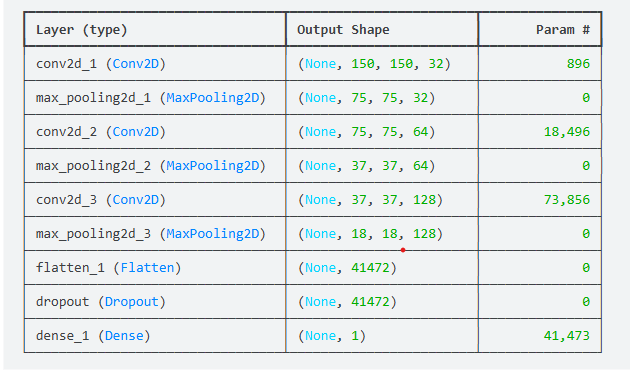 Layer (type) Output Shape Param #
conv2d_1 (Conv2D) (None, 150, 150, 32) 896
max_pooling2d_1 (MaxPooling2D) (None, 75, 75, 32) 0
conv2d_2 (Conv2D) (None, 75, 75, 64) 18,496
max_pooling2d_2 (MaxPooling2D) (None, 37, 37, 64) 0
conv2d_3 (Conv2D) (None, 37, 37, 128) 73,856
max_pooling2d_3 (MaxPooling2D) (None, 18, 18, 128) 0
flatten_1 (Flatten) (None, 41472) 0
dropout (Dropout) (None, 41472) 0
dense_1 (Dense) (None, 1) 41,473